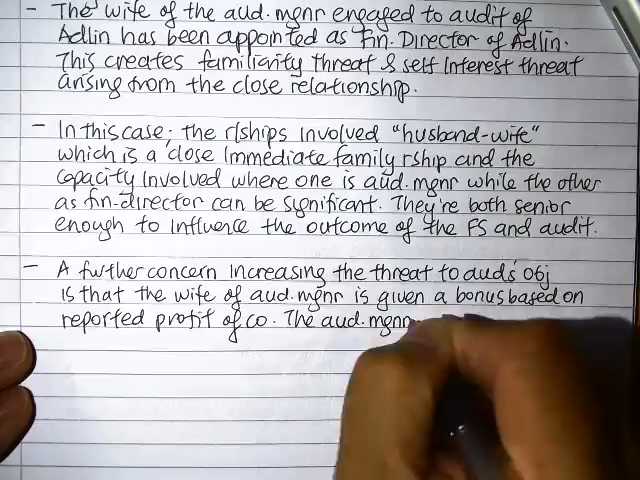 - The wife of the aud.mgnr engaged to audit of
Adlin has been appointed as Fin. Director of Adlin.
This creates familiarity threat & self Interest threat
arising from the close relationship.
- In this case; the r/ships Involved "husband-wife"
which is a close Immediate family rship and the
capacity Involved where one is aud.mgnr while the other
as fin-director can be significant. They're both senior
enough to influence the outcome of the FS and audit.
- A further concern Increasing the threat to auds' obj
is that the wife of aud.mgnr is given a bonus based on
reported profit of co. The aud.mgnr